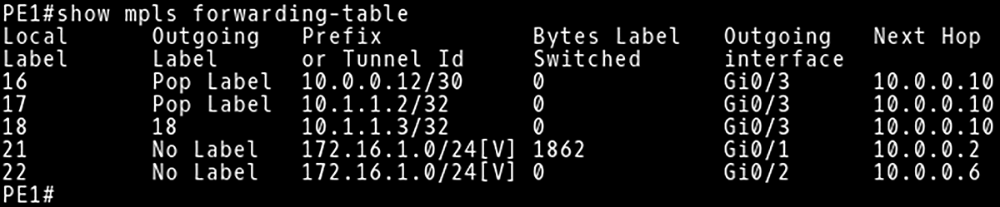 PE1#show mpls forwarding-table
Local      Outgoing   Prefix           Bytes Label   Outgoing   Next Hop
Label      Label      or Tunnel Id     Switched      interface
16         Pop Label  10.0.0.12/30     0             Gi0/3      10.0.0.10
17         Pop Label  10.1.1.2/32      0             Gi0/3      10.0.0.10
18         18         10.1.1.3/32      0             Gi0/3      10.0.0.10
21         No Label   172.16.1.0/24[V] 1862          Gi0/1      10.0.0.2
22         No Label   172.16.1.0/24[V] 0             Gi0/2      10.0.0.6
PE1#